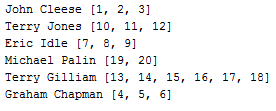 John Cleese [1, 2, 3]
Terry Jones [10, 11, 12]
Eric Idle [7, 8, 9]
Michael Palin [19, 20]
Terry Gilliam [13, 14, 15, 16, 17, 18]
Graham Chapman [4, 5, 6]